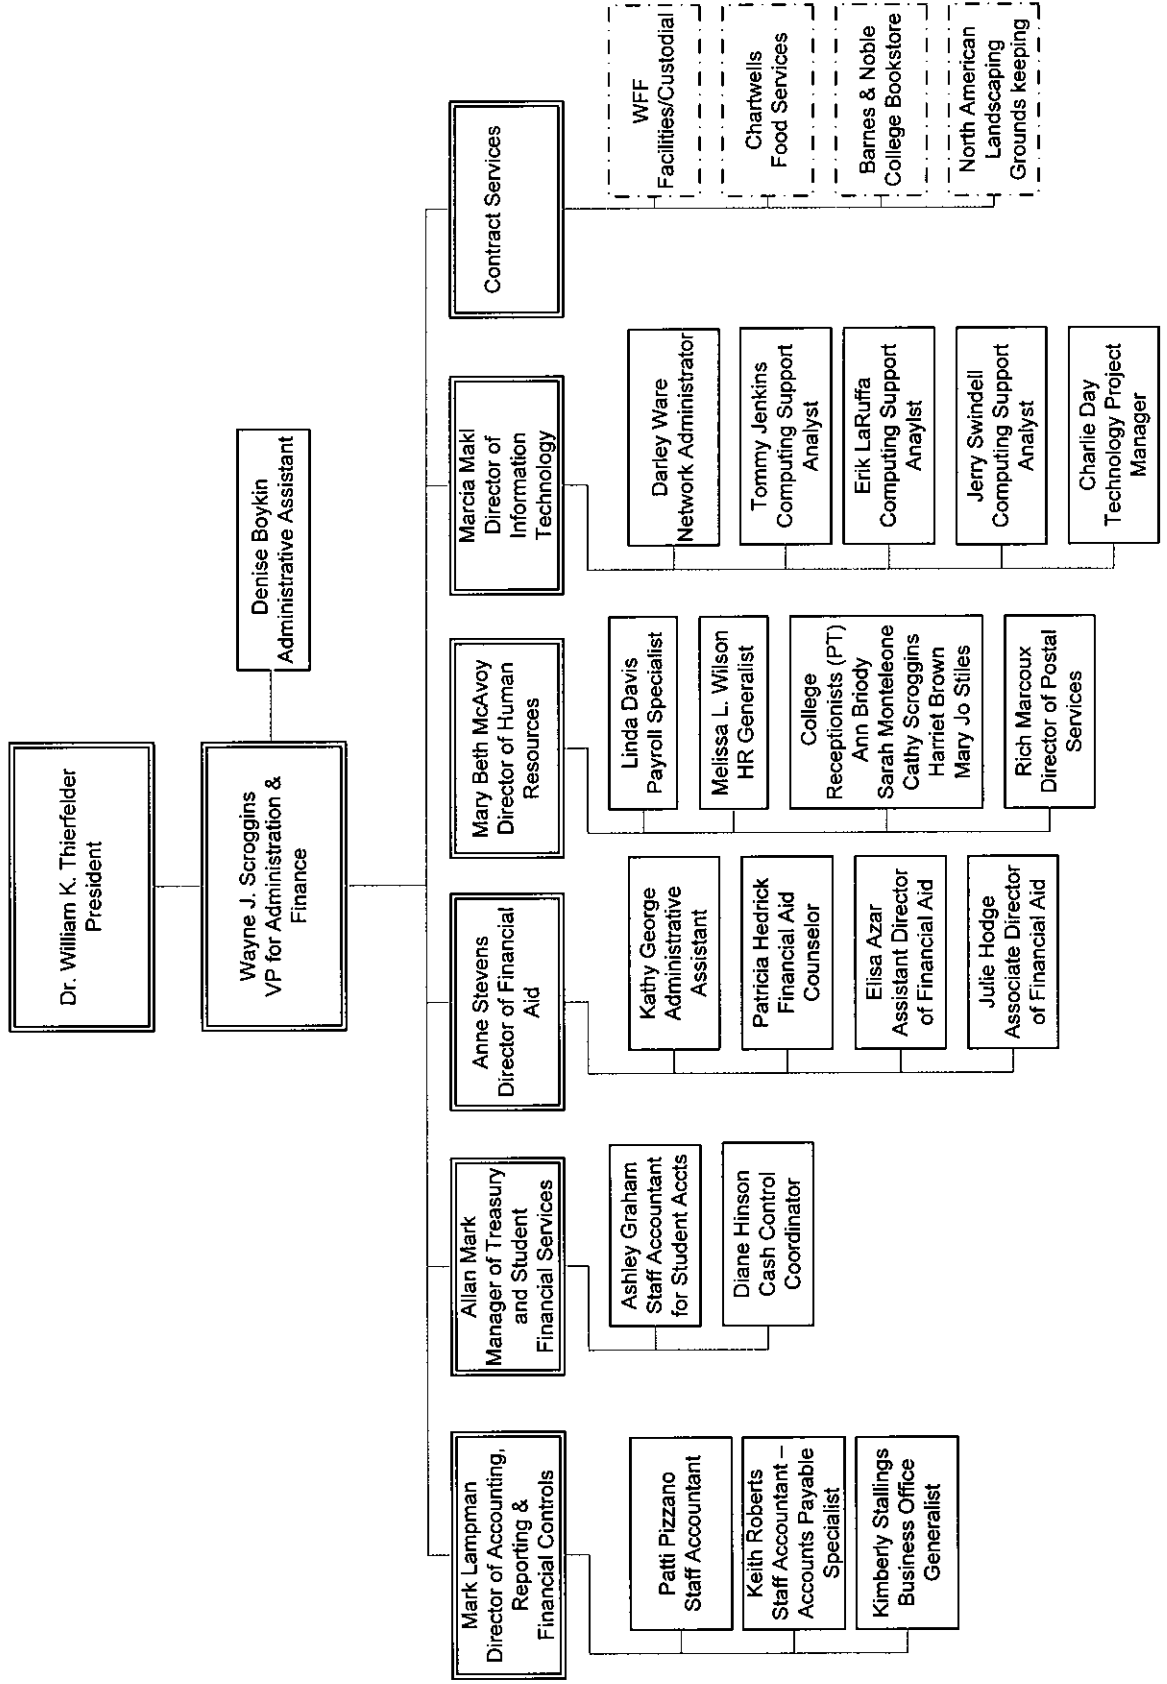 Dr. William K. Thierfelder
President
Wayne J. Scroggins
VP for Administration &
Finance
Denise Boykin
Administrative Assistant
Mark Lampman
Director of Accounting,
Reporting &
Financial Controls
Patti Pizzano
Staff Accountant
Keith Roberts
Staff Accountant –
Accounts Payable
Specialist
Kimberly Stallings
Business Office
Generalist
Allan Mark
Manager of Treasury
and Student
Financial Services
Ashley Graham
Staff Accountant
for Student Accts
Diane Hinson
Cash Control
Coordinator
Anne Stevens
Director of Financial
Aid
Kathy George
Administrative
Assistant
Patricia Hedrick
Financial Aid
Counselor
Elisa Azar
Assistant Director
of Financial Aid
Julie Hodge
Associate Director
of Financial Aid
Mary Beth McAvoy
Director of Human
Resources
Linda Davis
Payroll Specialist
Melissa L. Wilson
HR Generalist
College
Receptionists (PT)
Ann Briody
Sarah Monteleone
Cathy Scroggins
Harriet Brown
Mary Jo Stiles
Rich Marcoux
Director of Postal
Services
Marcia Makl
Director of
Information
Technology
Darley Ware
Network Administrator
Tommy Jenkins
Computing Support
Analyst
Erik LaRuffa
Computing Support
Anaylst
Jerry Swindell
Computing Support
Analyst
Charlie Day
Technology Project
Manager
Contract Services
WFF
Facilities/Custodial
Chartwells
Food Services
Barnes & Noble
College Bookstore
North American
Landscaping
Grounds keeping